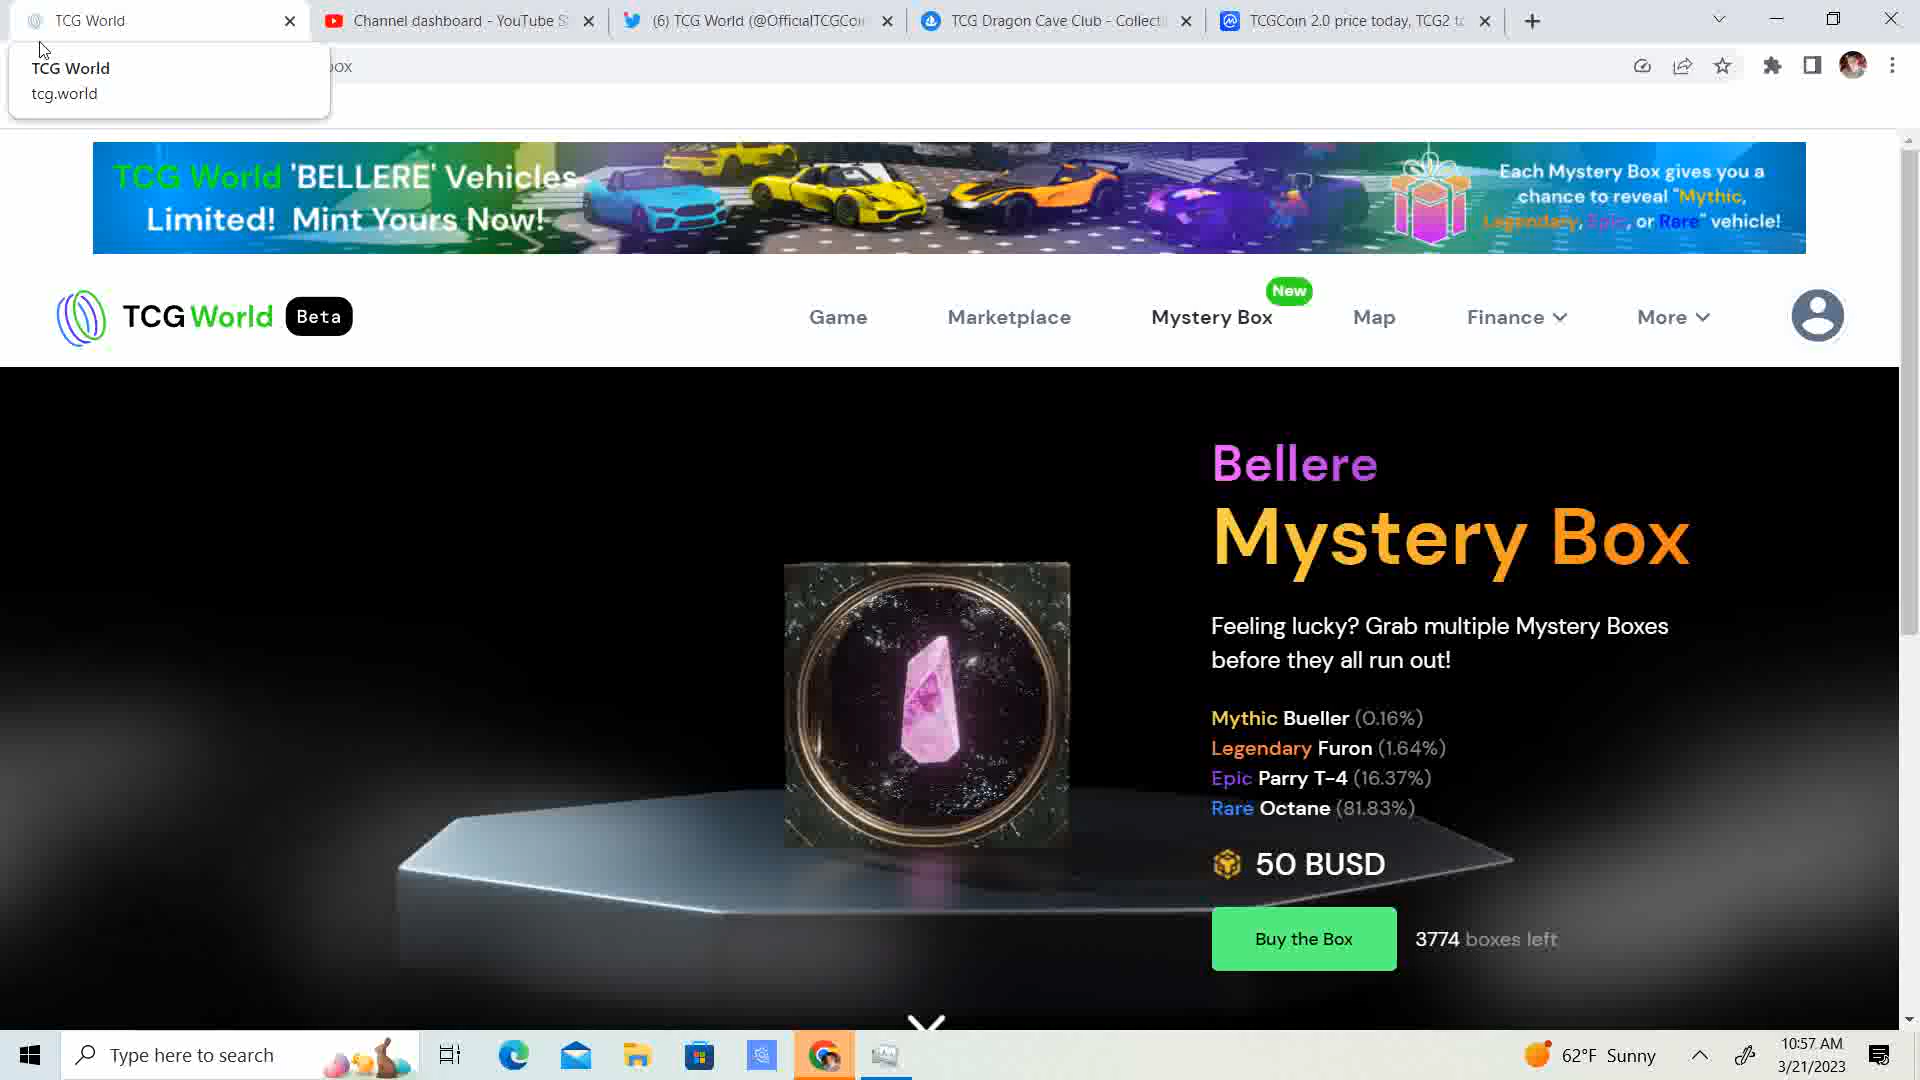 TCG World
Channel dashboard - YouTube S
(6) TCG World (@OfficialTCGCoi
TCG Dragon Cave Club - Collecti
TCGCoin 2.0 price today, TCG2 t
TCG World
tcg.world
box
TCG World 'BELLERE' Vehicles
Limited! Mint Yours Now!
Each Mystery Box gives you a
chance to reveal "Mythic,
Legendary, Epic, or Rare" vehicle!
TCG World Beta
Game
Marketplace
Mystery Box
New
Map
Finance
More
Bellere
Mystery Box
Feeling lucky? Grab multiple Mystery Boxes
before they all run out!
Mythic Bueller (0.16%)
Legendary Furon (1.64%)
Epic Parry T-4 (16.37%)
Rare Octane (81.83%)
50 BUSD
Buy the Box
3774 boxes left
Type here to search
62°F Sunny
10:57 AM
3/21/2023